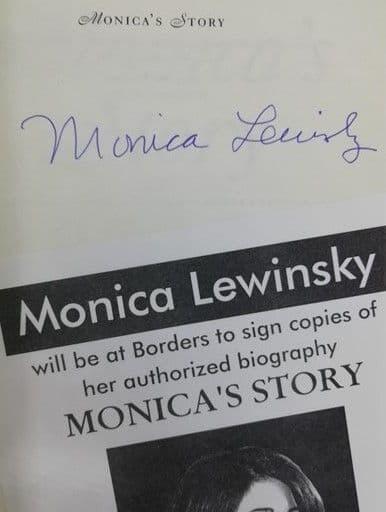 MONICA'S STORY
Monica Lewinsky
Monica Lewinsky
will be at Borders to sign copies of
her authorized biography
MONICA'S STORY